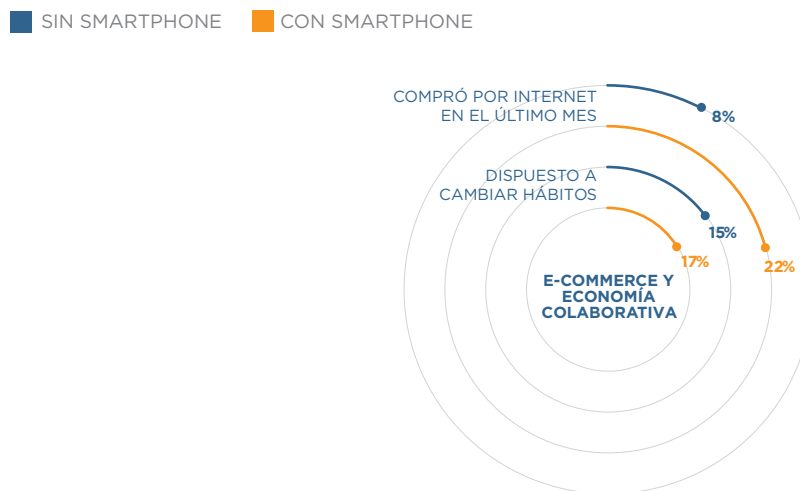 SIN SMARTPHONE
CON SMARTPHONE
COMPRÓ POR INTERNET
EN EL ÚLTIMO MES
8%
22%
DISPUESTO A
CAMBIAR HÁBITOS
15%
17%
E-COMMERCE Y
ECONOMÍA
COLABORATIVA